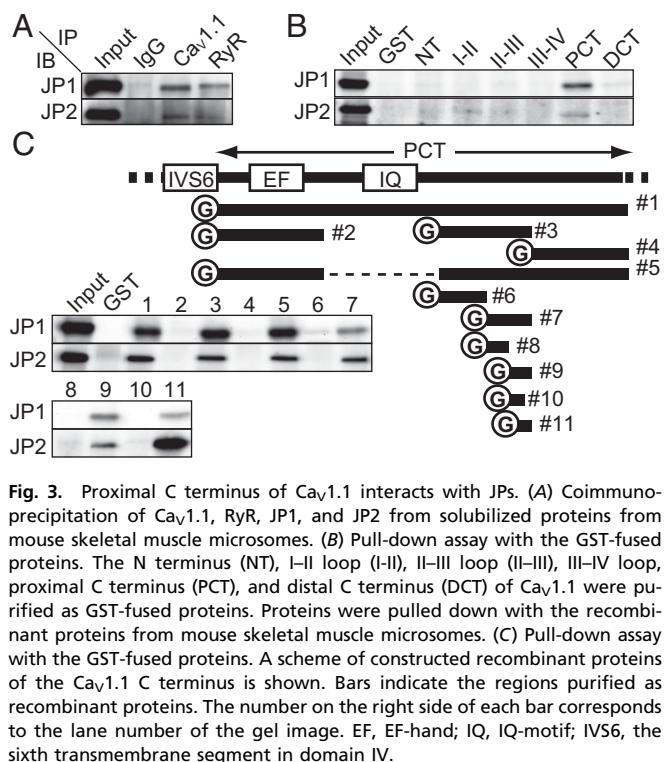 A
IP
IB
Input
IgG
CaV1.1
RyR
JP1
JP2
B
Input
GST
NT
I-II
II-III
III-IV
PCT
DCT
JP1
JP2
C
PCT
IVS6
EF
IQ
G #1
G #2
G #3
G #4
G #5
G #6
G #7
G #8
G #9
G #10
G #11
Input GST 1 2 3 4 5 6 7
JP1
JP2
8 9 10 11
JP1
JP2
Fig. 3. Proximal C terminus of CaV1.1 interacts with JPs. (A) Coimmuno-
precipitation of CaV1.1, RyR, JP1, and JP2 from solubilized proteins from
mouse skeletal muscle microsomes. (B) Pull-down assay with the GST-fused
proteins. The N terminus (NT), I–II loop (I-II), II–III loop (II–III), III–IV loop,
proximal C terminus (PCT), and distal C terminus (DCT) of CaV1.1 were pu-
rified as GST-fused proteins. Proteins were pulled down with the recombi-
nant proteins from mouse skeletal muscle microsomes. (C) Pull-down assay
with the GST-fused proteins. A scheme of constructed recombinant proteins
of the CaV1.1 C terminus is shown. Bars indicate the regions purified as
recombinant proteins. The number on the right side of each bar corresponds
to the lane number of the gel image. EF, EF-hand; IQ, IQ-motif; IVS6, the
sixth transmembrane segment in domain IV.